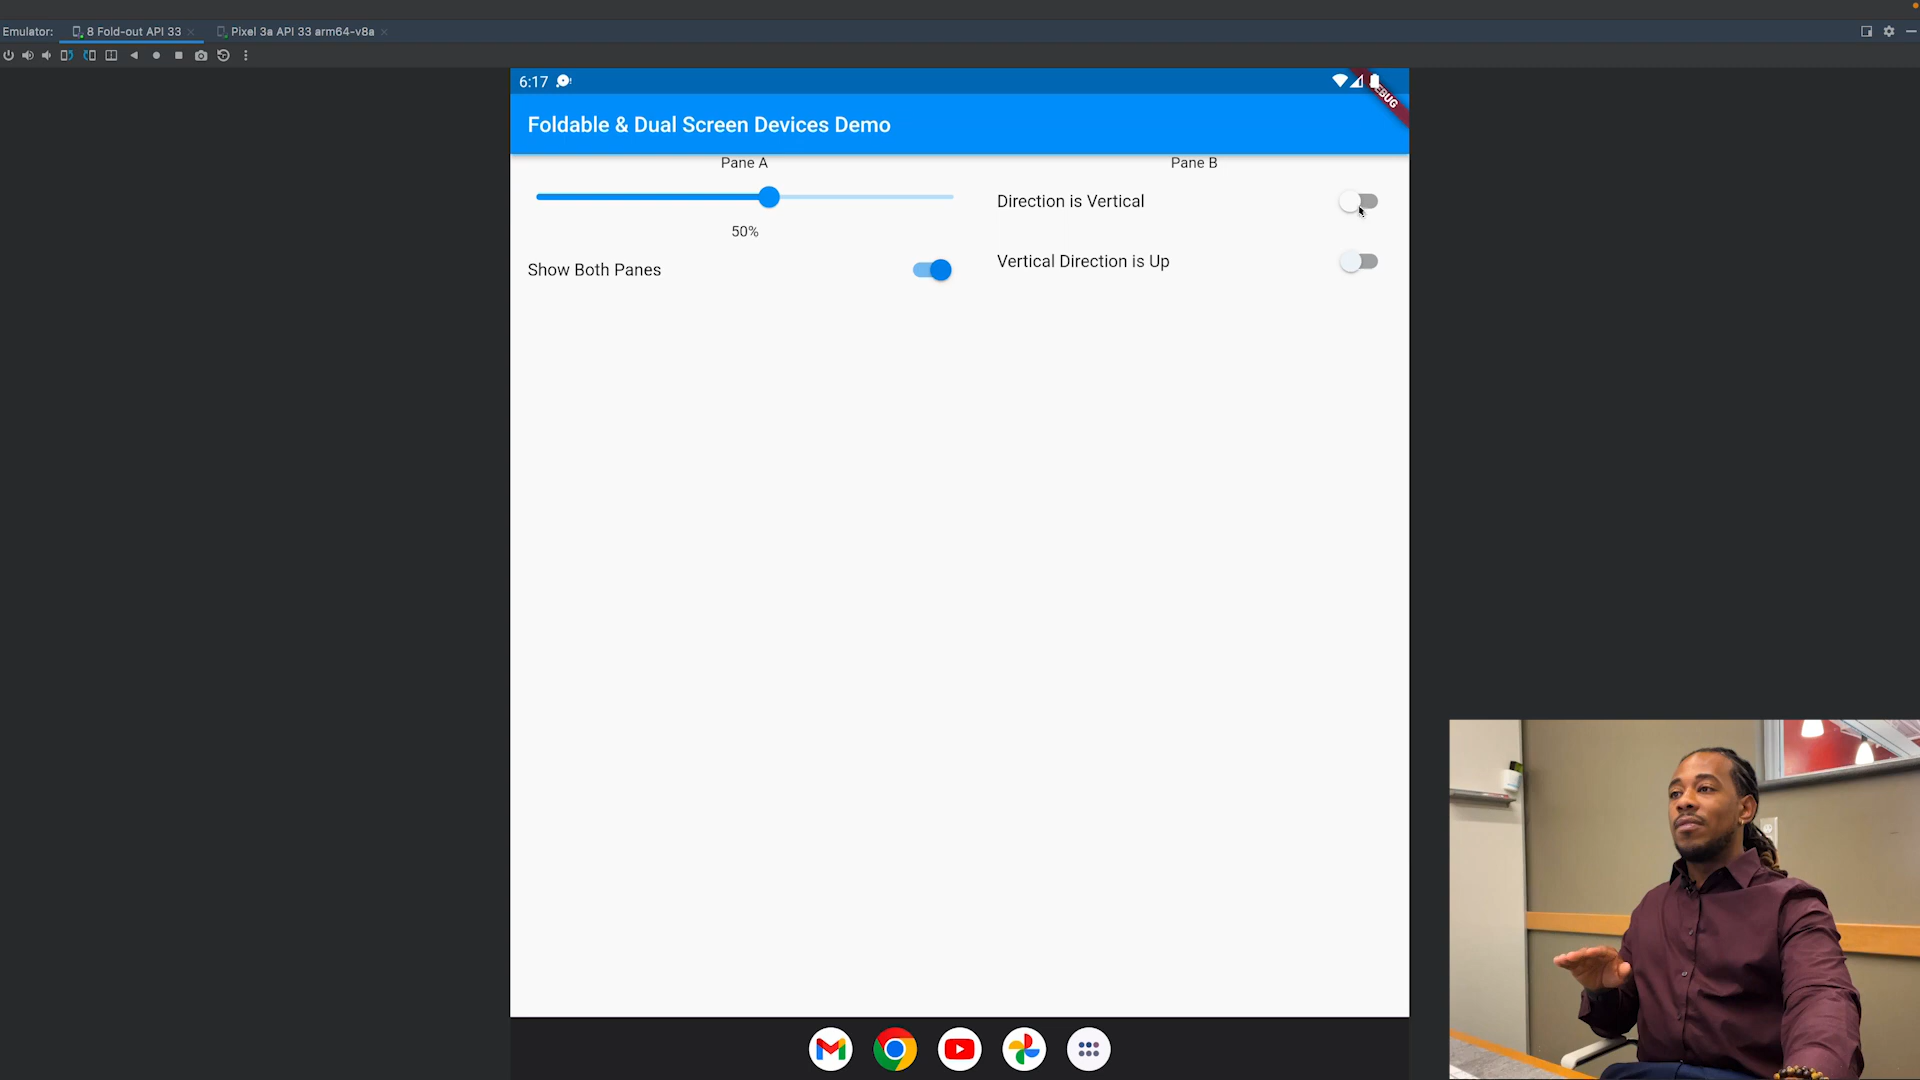 Emulator: 8 Fold-out API 33 Pixel 3a API 33 arm64-v8a
6:17
Foldable & Dual Screen Devices Demo
Pane A
50%
Show Both Panes
Pane B
Direction is Vertical
Vertical Direction is Up